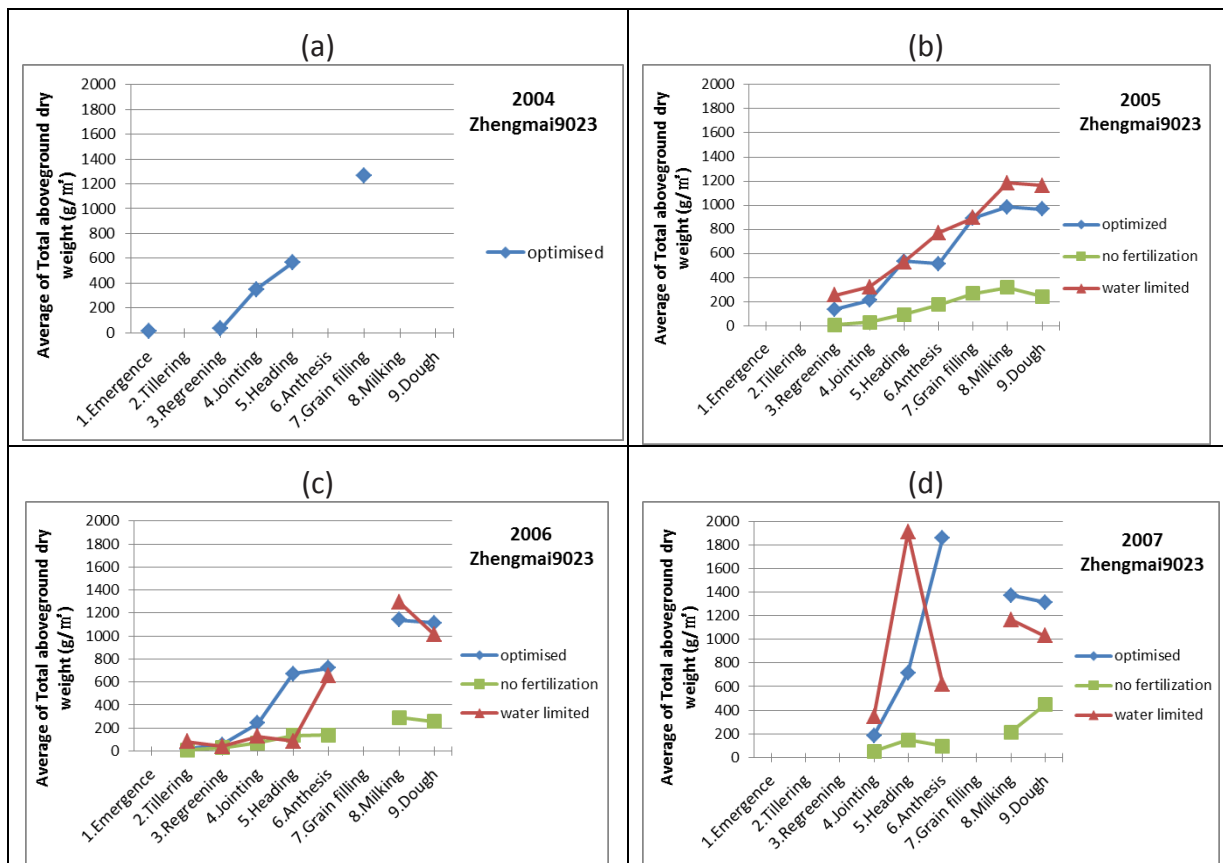 (a)
Average of Total aboveground dry
weight (g/㎡)
2000
1800
1600
1400
1200
1000
800
600
400
200
0
2004
Zhengmai9023
optimised
1.Emergence
2.Tillering
3.Regreening
4.Jointing
5.Heading
6.Anthesis
7.Grain filling
8.Milking
9.Dough
(b)
Average of Total aboveground dry
weight (g/㎡)
2000
1800
1600
1400
1200
1000
800
600
400
200
0
2005
Zhengmai9023
optimized
no fertilization
water limited
1.Emergence
2.Tillering
3.Regreening
4.Jointing
5.Heading
6.Anthesis
7.Grain filling
8.Milking
9.Dough
(c)
Average of Total aboveground dry
weight (g/㎡)
2000
1800
1600
1400
1200
1000
800
600
400
200
0
2006
Zhengmai9023
optimised
no fertilization
water limited
1.Emergence
2.Tillering
3.Regreening
4.Jointing
5.Heading
6.Anthesis
7.Grain filling
8.Milking
9.Dough
(d)
Average of Total aboveground dry
weight (g/㎡)
2000
1800
1600
1400
1200
1000
800
600
400
200
0
2007
Zhengmai9023
optimised
no fertilization
water limited
1.Emergence
2.Tillering
3.Regreening
4.Jointing
5.Heading
6.Anthesis
7.Grain filling
8.Milking
9.Dough